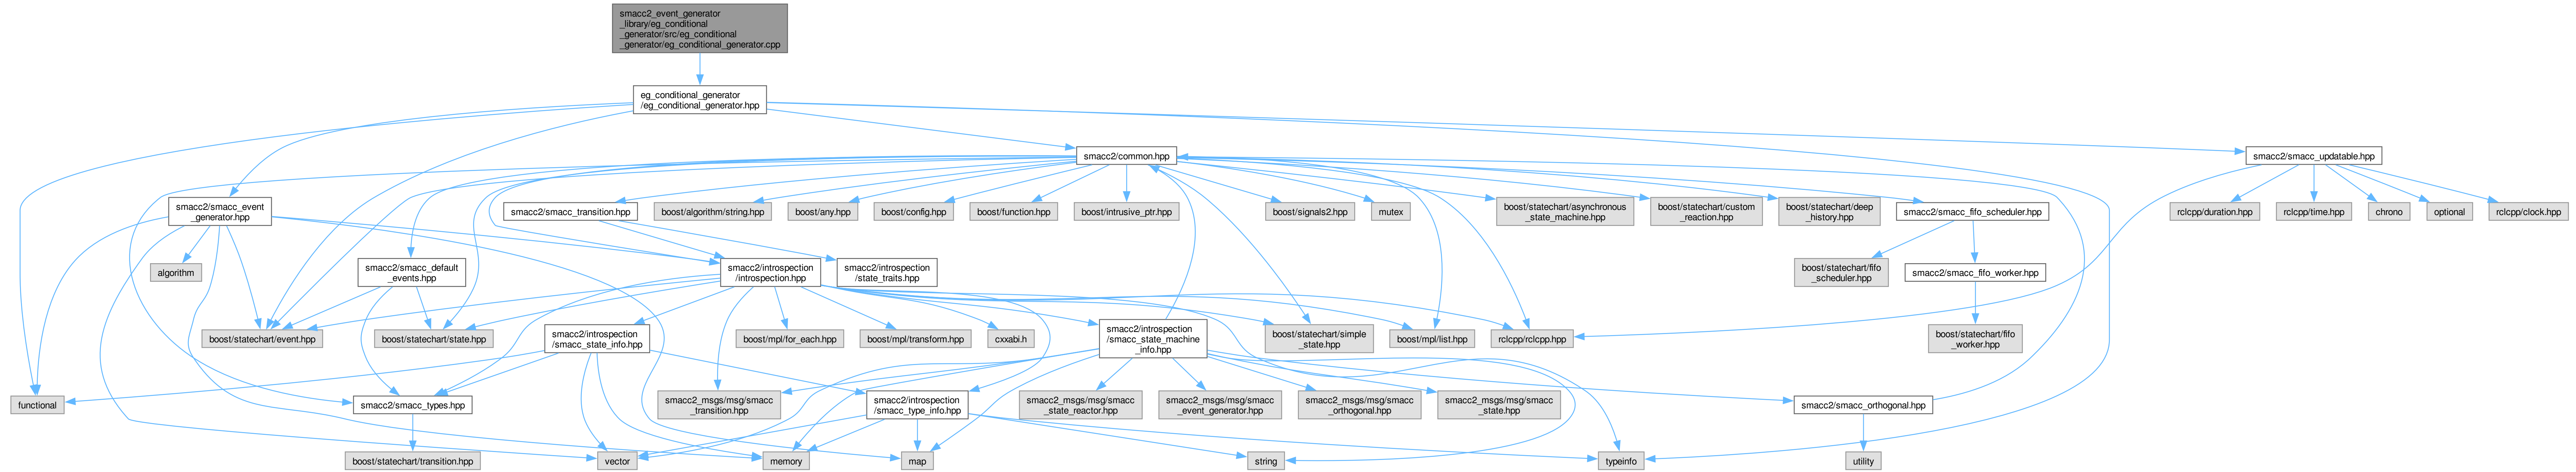 smacc2_event_generator
_library/eg_conditional
_generator/src/eg_conditional
_generator/eg_conditional_generator.cpp
eg_conditional_generator
/eg_conditional_generator.hpp
smacc2/common.hpp
smacc2/smacc_updatable.hpp
smacc2/smacc_event
_generator.hpp
smacc2/smacc_transition.hpp
boost/algorithm/string.hpp
boost/any.hpp
boost/config.hpp
boost/function.hpp
boost/intrusive_ptr.hpp
boost/signals2.hpp
mutex
boost/statechart/asynchronous
_state_machine.hpp
boost/statechart/custom
_reaction.hpp
boost/statechart/deep
_history.hpp
smacc2/smacc_fifo_scheduler.hpp
rclcpp/duration.hpp
rclcpp/time.hpp
chrono
optional
rclcpp/clock.hpp
algorithm
smacc2/smacc_default
_events.hpp
smacc2/introspection
/introspection.hpp
smacc2/introspection
/state_traits.hpp
boost/statechart/fifo
_scheduler.hpp
smacc2/smacc_fifo_worker.hpp
boost/statechart/event.hpp
boost/statechart/state.hpp
smacc2/introspection
/smacc_state_info.hpp
boost/mpl/for_each.hpp
boost/mpl/transform.hpp
cxxabi.h
smacc2/introspection
/smacc_state_machine
_info.hpp
boost/statechart/simple
_state.hpp
boost/mpl/list.hpp
rclcpp/rclcpp.hpp
boost/statechart/fifo
_worker.hpp
functional
smacc2/smacc_types.hpp
smacc2_msgs/msg/smacc
_transition.hpp
smacc2/introspection
/smacc_type_info.hpp
smacc2_msgs/msg/smacc
_state_reactor.hpp
smacc2_msgs/msg/smacc
_event_generator.hpp
smacc2_msgs/msg/smacc
_orthogonal.hpp
smacc2_msgs/msg/smacc
_state.hpp
smacc2/smacc_orthogonal.hpp
boost/statechart/transition.hpp
vector
memory
map
string
typeinfo
utility